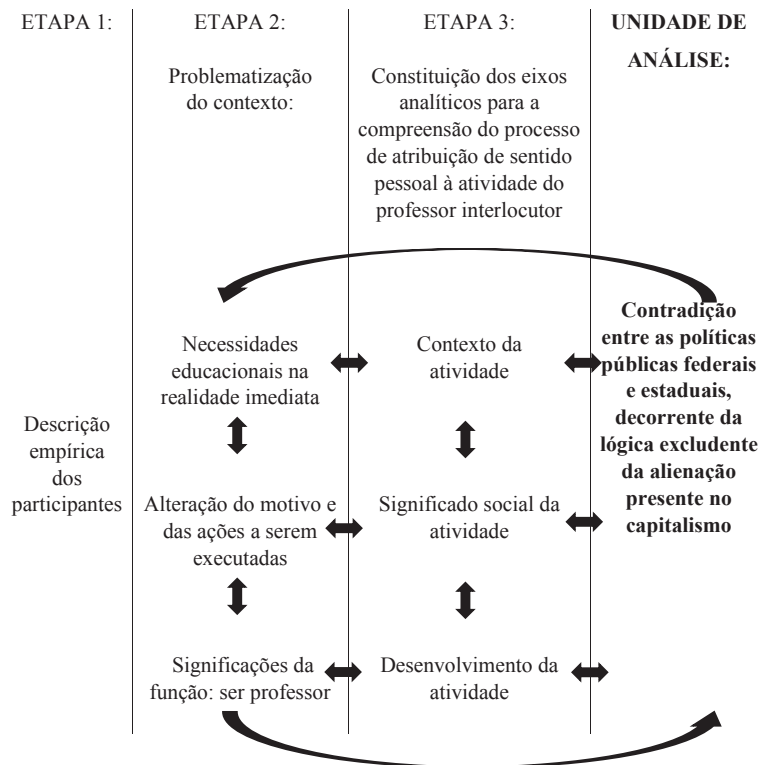 ETAPA 1:
ETAPA 2:
Problematização
do contexto:
ETAPA 3:
Constituição dos eixos
analíticos para a
compreensão do processo
de atribuição de sentido
pessoal à atividade do
professor interlocutor
UNIDADE DE
ANÁLISE:
Descrição
empírica
dos
participantes
Necessidades
educacionais na
realidade imediata
Alteração do motivo e
das ações a serem
executadas
Significações da
função: ser professor
Contexto da
atividade
Significado social da
atividade
Desenvolvimento da
atividade
Contradição
entre as políticas
públicas federais
e estaduais,
decorrente da
lógica excludente
da alienação
presente no
capitalismo